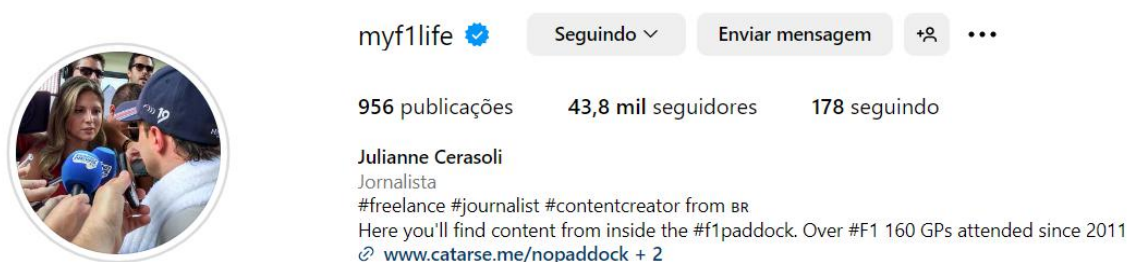 myf1life
Seguindo
Enviar mensagem
956 publicações
43,8 mil seguidores
178 seguindo
Julianne Cerasoli
Jornalista
#freelance #journalist #contentcreator from BR
Here you'll find content from inside the #f1paddock. Over #F1 160 GPs attended since 2011
www.catarse.me/nopaddock + 2
19